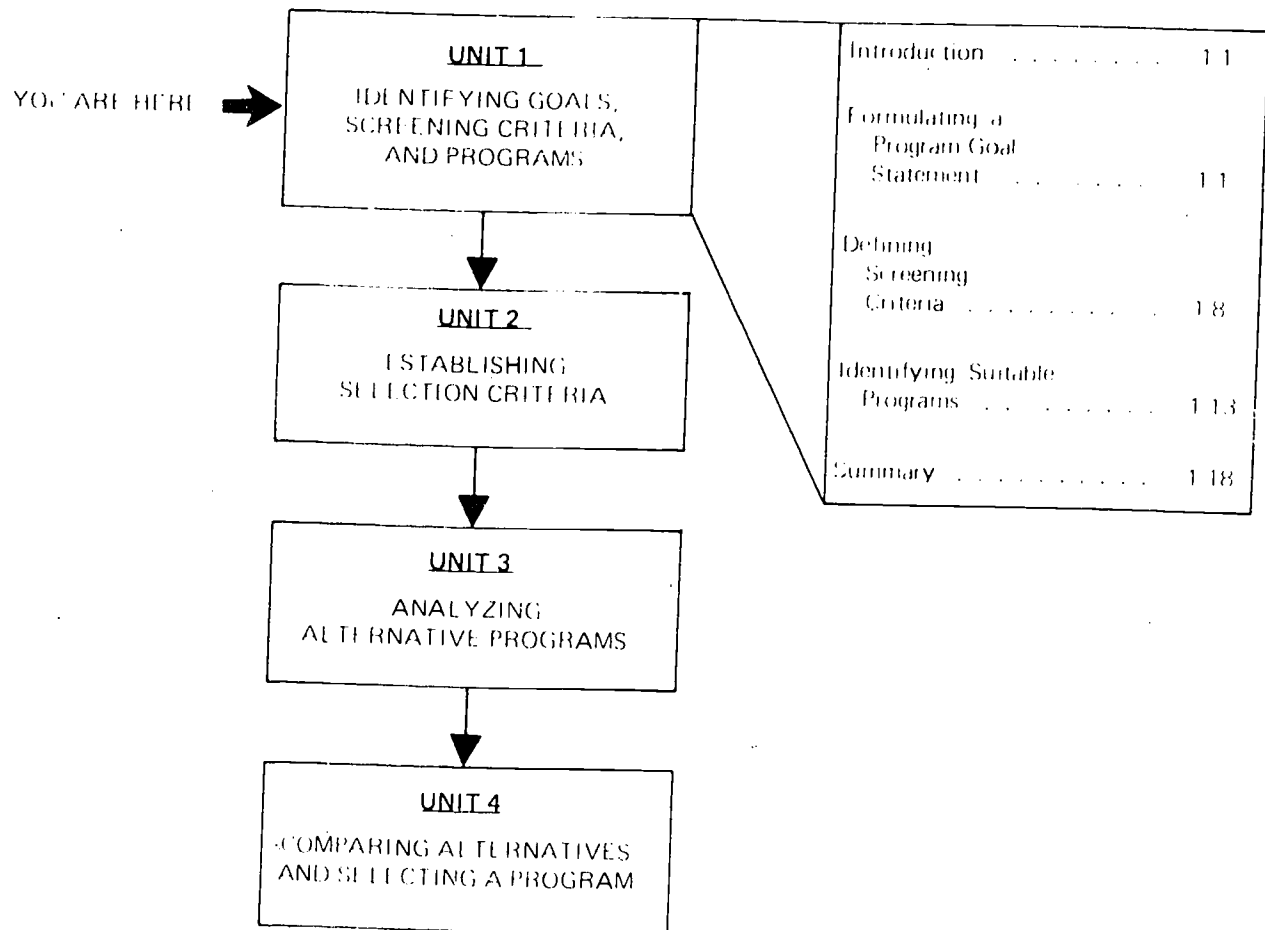 YOU ARE HERE
UNIT 1
IDENTIFYING GOALS,
SCREENING CRITERIA,
AND PROGRAMS
Introduction . . . . . . . . 1.1
Formulating a
Program Goal
Statement . . . . . . 1.1
Defining
Screening
Criteria . . . . . . . . . 1.8
Identifying Suitable
Programs . . . . . . . . 1.13
Summary . . . . . . . . . . 1.18
UNIT 2
ESTABLISHING
SELECTION CRITERIA
UNIT 3
ANALYZING
ALTERNATIVE PROGRAMS
UNIT 4
COMPARING ALTERNATIVES
AND SELECTING A PROGRAM